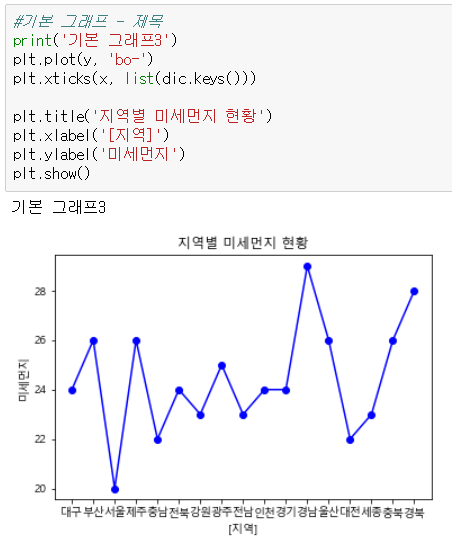 #기본 그래프 - 제목
print('기본 그래프3')
plt.plot(y, 'bo-')
plt.xticks(x, list(dic.keys()))
plt.title('지역별 미세먼지 현황')
plt.xlabel('[지역]')
plt.ylabel('미세먼지')
plt.show()
기본 그래프3
지역별 미세먼지 현황
28
26
24
22
20
미세먼지
대구 부산 서울 제주 충남 전북 강원 광주 전남 인천 경기 경남 울산 대전 세종 충북 경북
[지역]